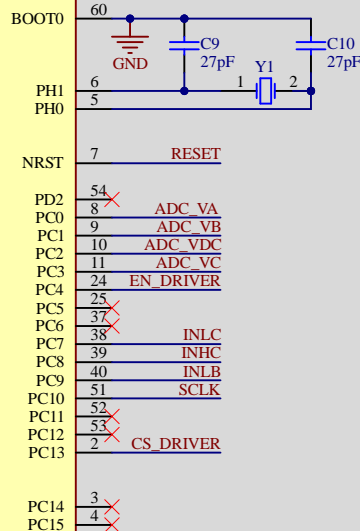 BOOT0 60
GND
C9
27pF
C10
27pF
Y1
PH1 6 1 2
PH0 5
NRST 7 RESET
PD2 54
PC0 8 ADC_VA
PC1 9 ADC_VB
PC2 10 ADC_VDC
PC3 11 ADC_VC
PC4 24 EN_DRIVER
PC5 25
PC6 37
PC7 38 INLC
PC8 39 INHC
PC9 40 INLB
PC10 51 SCLK
PC11 52
PC12 53
PC13 2 CS_DRIVER
PC14 3
PC15 4